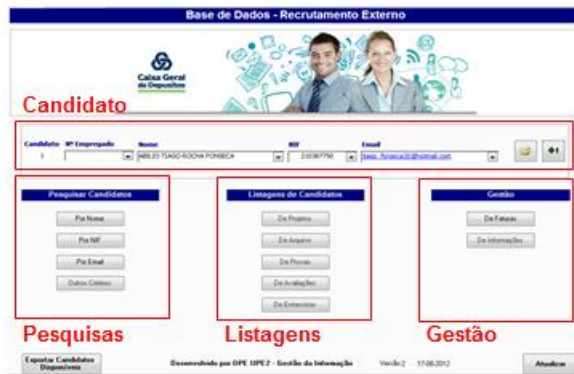 Base de Dados - Recrutamento Externo
Caixa Geral
de Depositos
Candidato
Candidato Nº Empregado Nome NIF Email
1 ABILIO TIAGO ROCHA FONSECA
Pesquisar Candidatos Listagens de Candidatos Gestão
Por Nome De Projetos De Faturas
Por NIF De Arquivo De Informações
Por Email De Provas
Outros Critérios De Avaliações
De Entrevistas
Pesquisas Listagens Gestão
Exportar Candidatos
Disponíveis
Desenvolvido por DPE UPE2 - Gestão da Informação Versão:2 17-08-2012 Atualizar